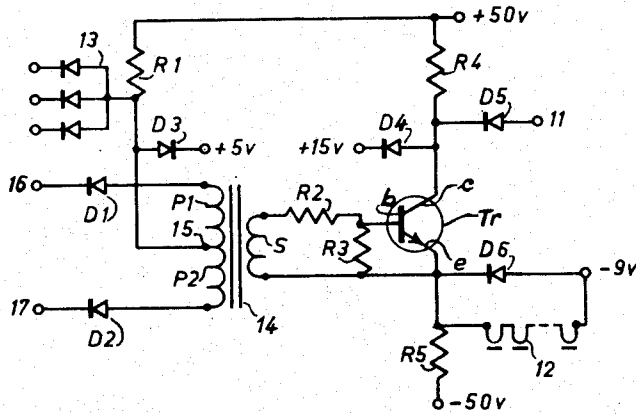 +50v
13
R1
R4
D5
11
D3
+5v
D4
+15v
16
D1
P1
R2
b
c
Tr
15
S
R3
P2
e
D6
-9v
17
D2
14
R5
12
-50v